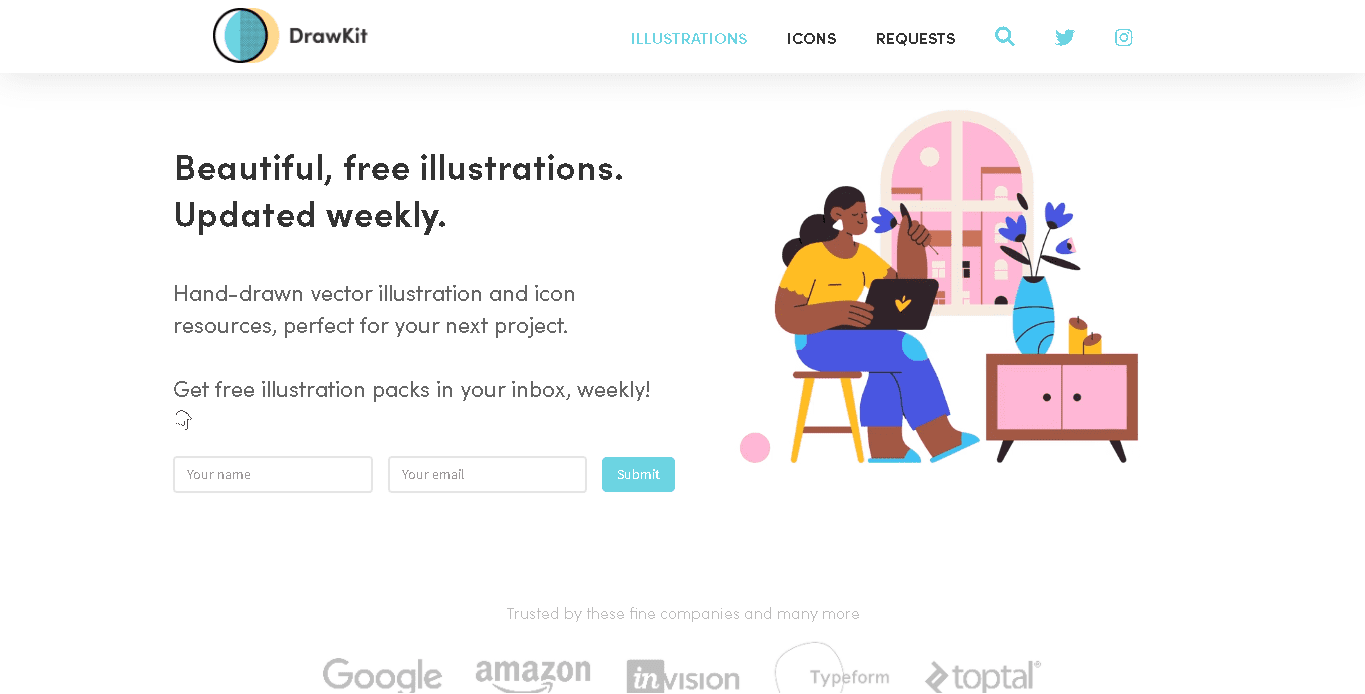 DrawKit
ILLUSTRATIONS ICONS REQUESTS
Beautiful, free illustrations.
Updated weekly.
Hand-drawn vector illustration and icon
resources, perfect for your next project.
Get free illustration packs in your inbox, weekly!
Your name Your email Submit
Trusted by these fine companies and many more
Google amazon invision Typeform toptal®